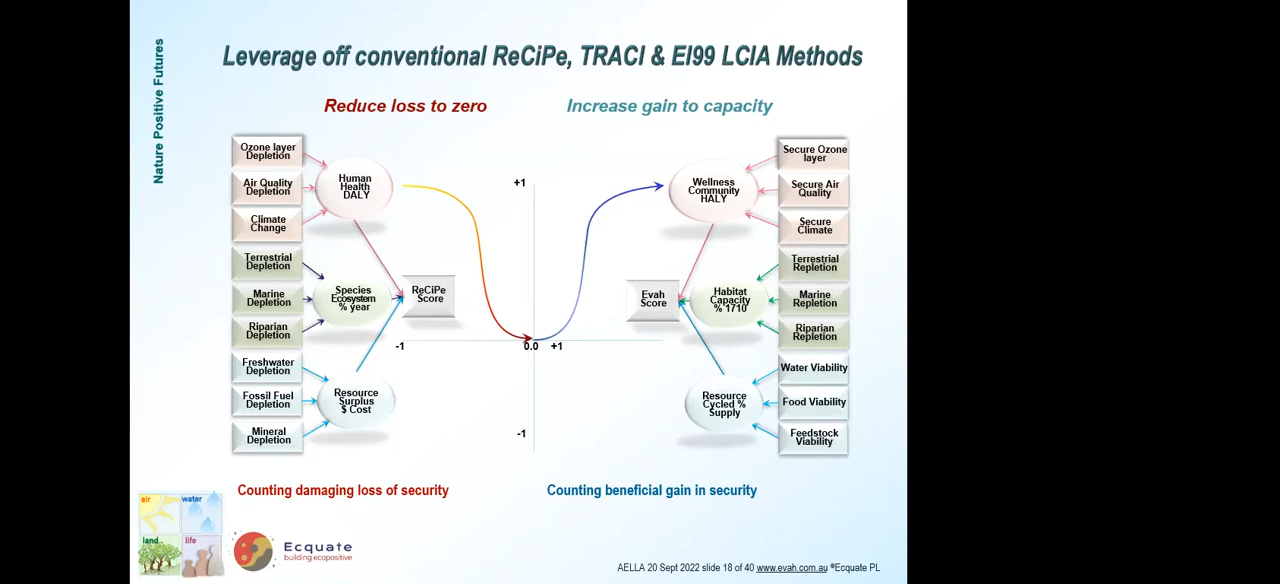 Nature Positive Futures
Leverage off conventional ReCiPe, TRACI & EI99 LCIA Methods
Reduce loss to zero
Increase gain to capacity
Ozone layer
Depletion
Air Quality
Depletion
Climate
Change
Terrestrial
Depletion
Marine
Depletion
Riparian
Depletion
Freshwater
Depletion
Fossil Fuel
Depletion
Mineral
Depletion
Human
Health
DALY
Species
Ecosystem
% year
Resource
Surplus
$ Cost
ReCiPe
Score
+1
-1
0.0
+1
-1
Evah
Score
Wellness
Community
HALY
Habitat
Capacity
% 1710
Resource
Cycled %
Supply
Secure Ozone
layer
Secure Air
Quality
Secure
Climate
Terrestrial
Repletion
Marine
Repletion
Riparian
Repletion
Water Viability
Food Viability
Feedstock
Viability
Counting damaging loss of security
Counting beneficial gain in security
air
water
land
life
Ecquate
building ecopositive
AELLA 20 Sept 2022 slide 18 of 40 www.evah.com.au ®Ecquate PL